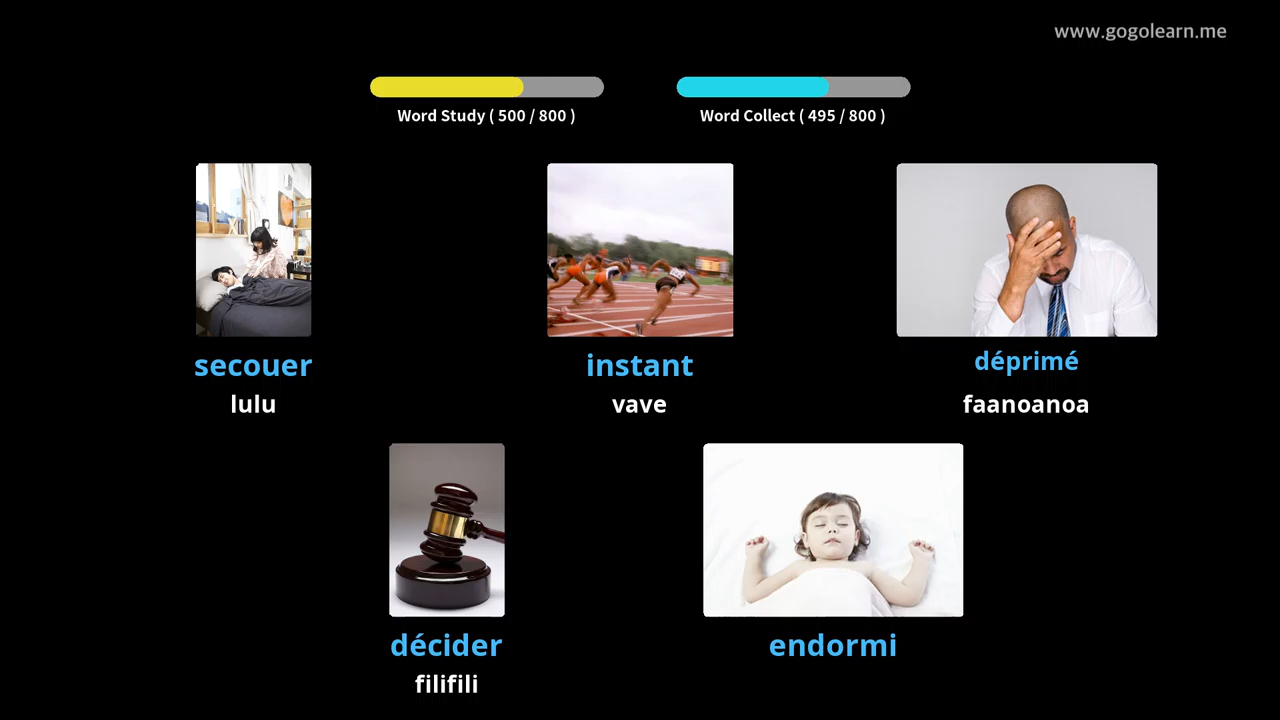 www.gogolearn.me
Word Study ( 500 / 800 )
Word Collect ( 495 / 800 )
secouer
lulu
instant
vave
déprimé
faanoanoa
décider
filifili
endormi